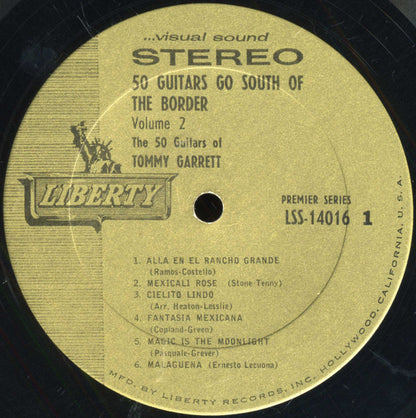 ...visual sound
STEREO
50 GUITARS GO SOUTH OF
THE BORDER
Volume 2
The 50 Guitars of
TOMMY GARRETT
LIBERTY
PREMIER SERIES
LSS-14016 1
1. ALLA EN EL RANCHO GRANDE
(Ramos-Costello)
2. MEXICALI ROSE (Stone Tenny)
3. CIELITO LINDO
(Arr. Heaton-Lesslie)
4. FANTASIA MEXICANA
(Copland-Green)
5. MAGIC IS THE MOONLIGHT
(Pasquale-Grever)
6. MALAGUENA (Ernesto Lecuona)
MFD. BY LIBERTY RECORDS, INC., HOLLYWOOD, CALIFORNIA, U. S. A.